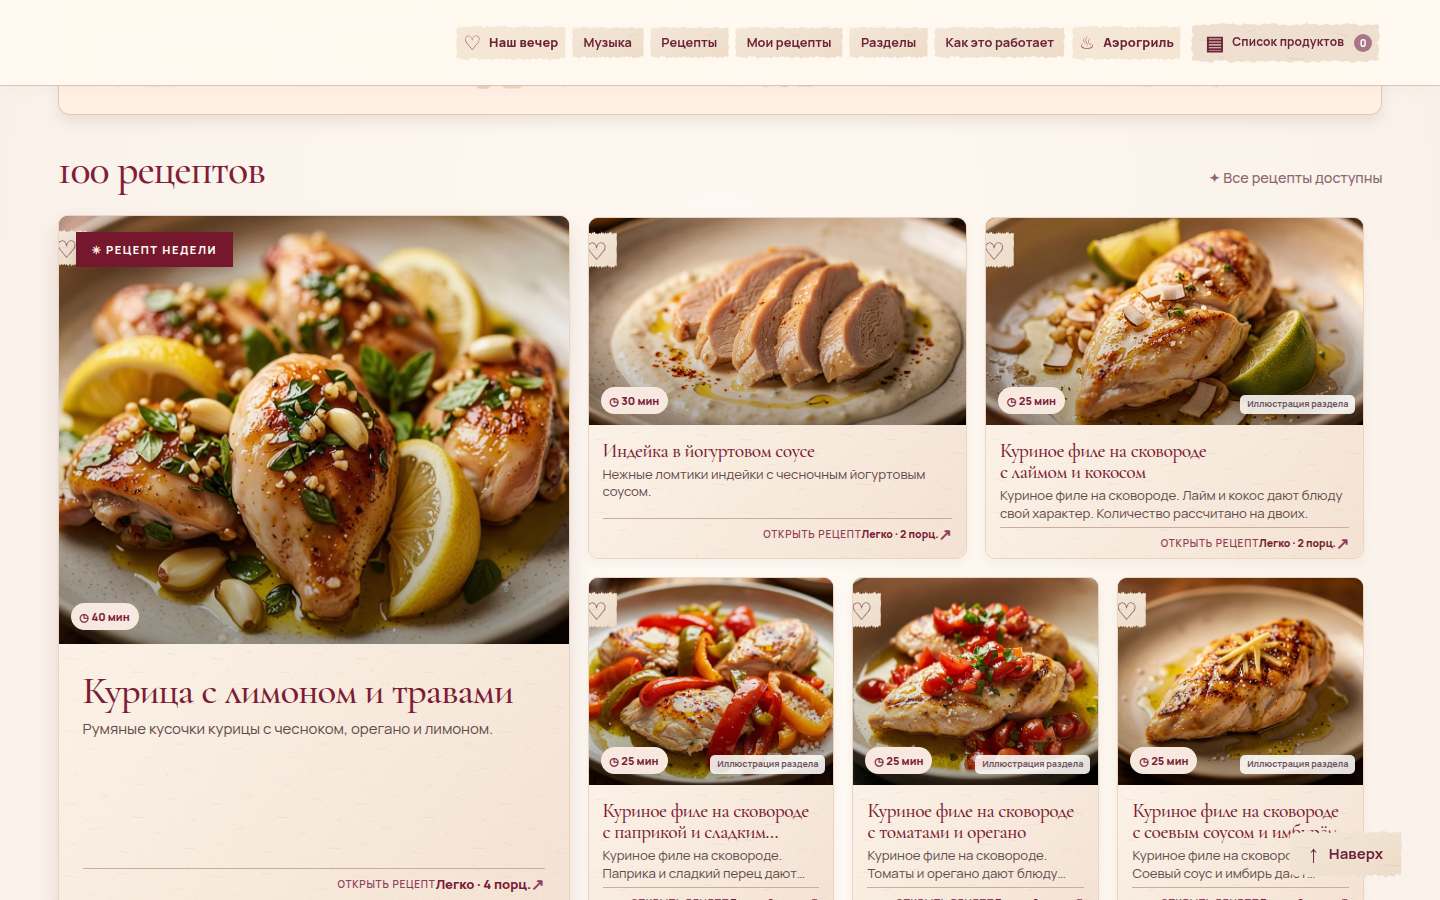 ♡ Наш вечер
Музыка
Рецепты
Мои рецепты
Разделы
Как это работает
♨ Аэрогриль
▤ Список продуктов 0
100 рецептов
✦ Все рецепты доступны
✳ РЕЦЕПТ НЕДЕЛИ
40 мин
Курица с лимоном и травами
Румяные кусочки курицы с чесноком, орегано и лимоном.
ОТКРЫТЬ РЕЦЕПТ Легко · 4 порц. ↗
30 мин
Индейка в йогуртовом соусе
Нежные ломтики индейки с чесночным йогуртовым
соусом.
ОТКРЫТЬ РЕЦЕПТ Легко · 2 порц. ↗
25 мин
Иллюстрация раздела
Куриное филе на сковороде
с лаймом и кокосом
Куриное филе на сковороде. Лайм и кокос дают блюду
свой характер. Количество рассчитано на двоих.
ОТКРЫТЬ РЕЦЕПТ Легко · 2 порц. ↗
25 мин
Иллюстрация раздела
Куриное филе на сковороде
с паприкой и сладким...
Куриное филе на сковороде.
Паприка и сладкий перец дают...
25 мин
Иллюстрация раздела
Куриное филе на сковороде
с томатами и орегано
Куриное филе на сковороде.
Томаты и орегано дают блюду...
25 мин
Иллюстрация раздела
Куриное филе на сковороде
с соевым соусом и
Куриное филе на
Соевый соус и имбирь
↑ Наверх